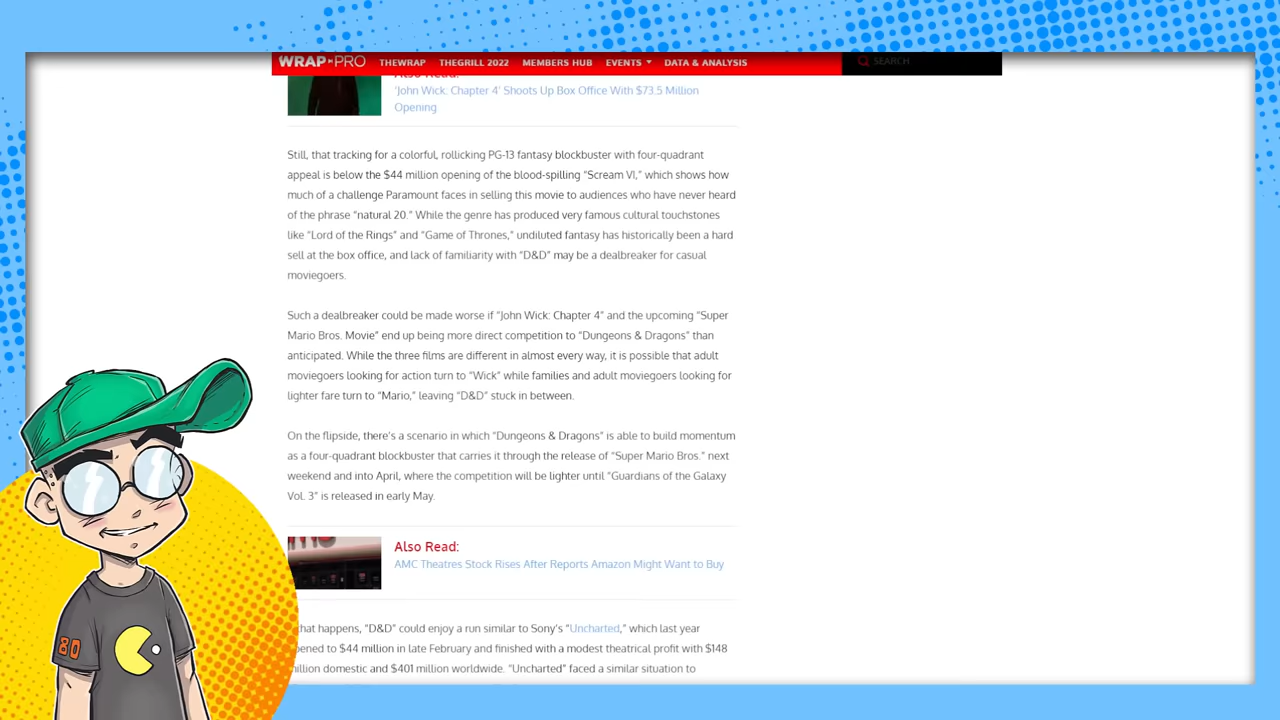 WRAP PRO THEWRAP THEGRILL 2022 MEMBERS HUB EVENTS DATA & ANALYSIS SEARCH
Also Read:
‘John Wick: Chapter 4’ Shoots Up Box Office With $73.5 Million
Opening
Still, that tracking for a colorful, rollicking PG-13 fantasy blockbuster with four-quadrant
appeal is below the $44 million opening of the blood-spilling “Scream VI,” which shows how
much of a challenge Paramount faces in selling this movie to audiences who have never heard
of the phrase “natural 20.” While the genre has produced very famous cultural touchstones
like “Lord of the Rings” and “Game of Thrones,” undiluted fantasy has historically been a hard
sell at the box office, and lack of familiarity with “D&D” may be a dealbreaker for casual
moviegoers.
Such a dealbreaker could be made worse if “John Wick: Chapter 4” and the upcoming “Super
Mario Bros. Movie” end up being more direct competition to “Dungeons & Dragons” than
anticipated. While the three films are different in almost every way, it is possible that adult
moviegoers looking for action turn to “Wick” while families and adult moviegoers looking for
lighter fare turn to “Mario,” leaving “D&D” stuck in between.
On the flipside, there’s a scenario in which “Dungeons & Dragons” is able to build momentum
as a four-quadrant blockbuster that carries it through the release of “Super Mario Bros.” next
weekend and into April, where the competition will be lighter until “Guardians of the Galaxy
Vol. 3” is released in early May.
Also Read:
AMC Theatres Stock Rises After Reports Amazon Might Want to Buy
that happens, “D&D” could enjoy a run similar to Sony’s “Uncharted,” which last year
opened to $44 million in late February and finished with a modest theatrical profit with $148
million domestic and $401 million worldwide. “Uncharted” faced a similar situation to
80